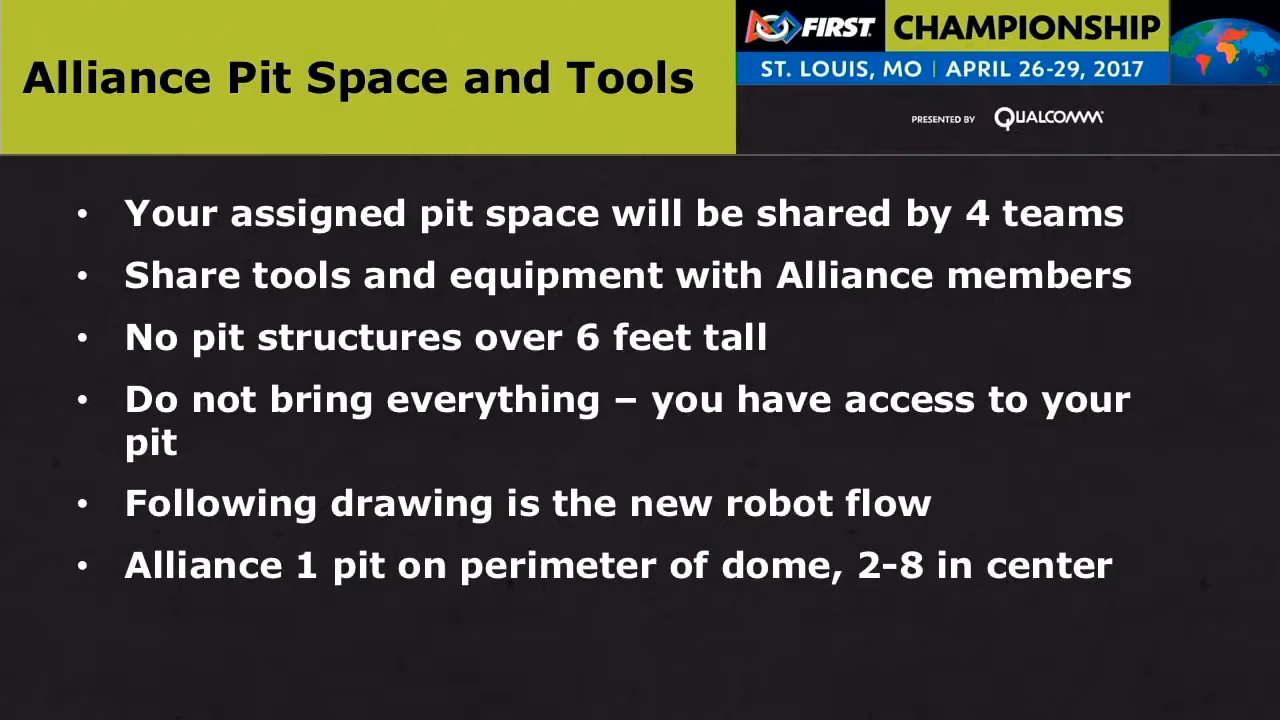 Alliance Pit Space and Tools
FIRST CHAMPIONSHIP
ST. LOUIS, MO | APRIL 26-29, 2017
PRESENTED BY QUALCOMM
• Your assigned pit space will be shared by 4 teams
• Share tools and equipment with Alliance members
• No pit structures over 6 feet tall
• Do not bring everything – you have access to your
pit
• Following drawing is the new robot flow
• Alliance 1 pit on perimeter of dome, 2-8 in center